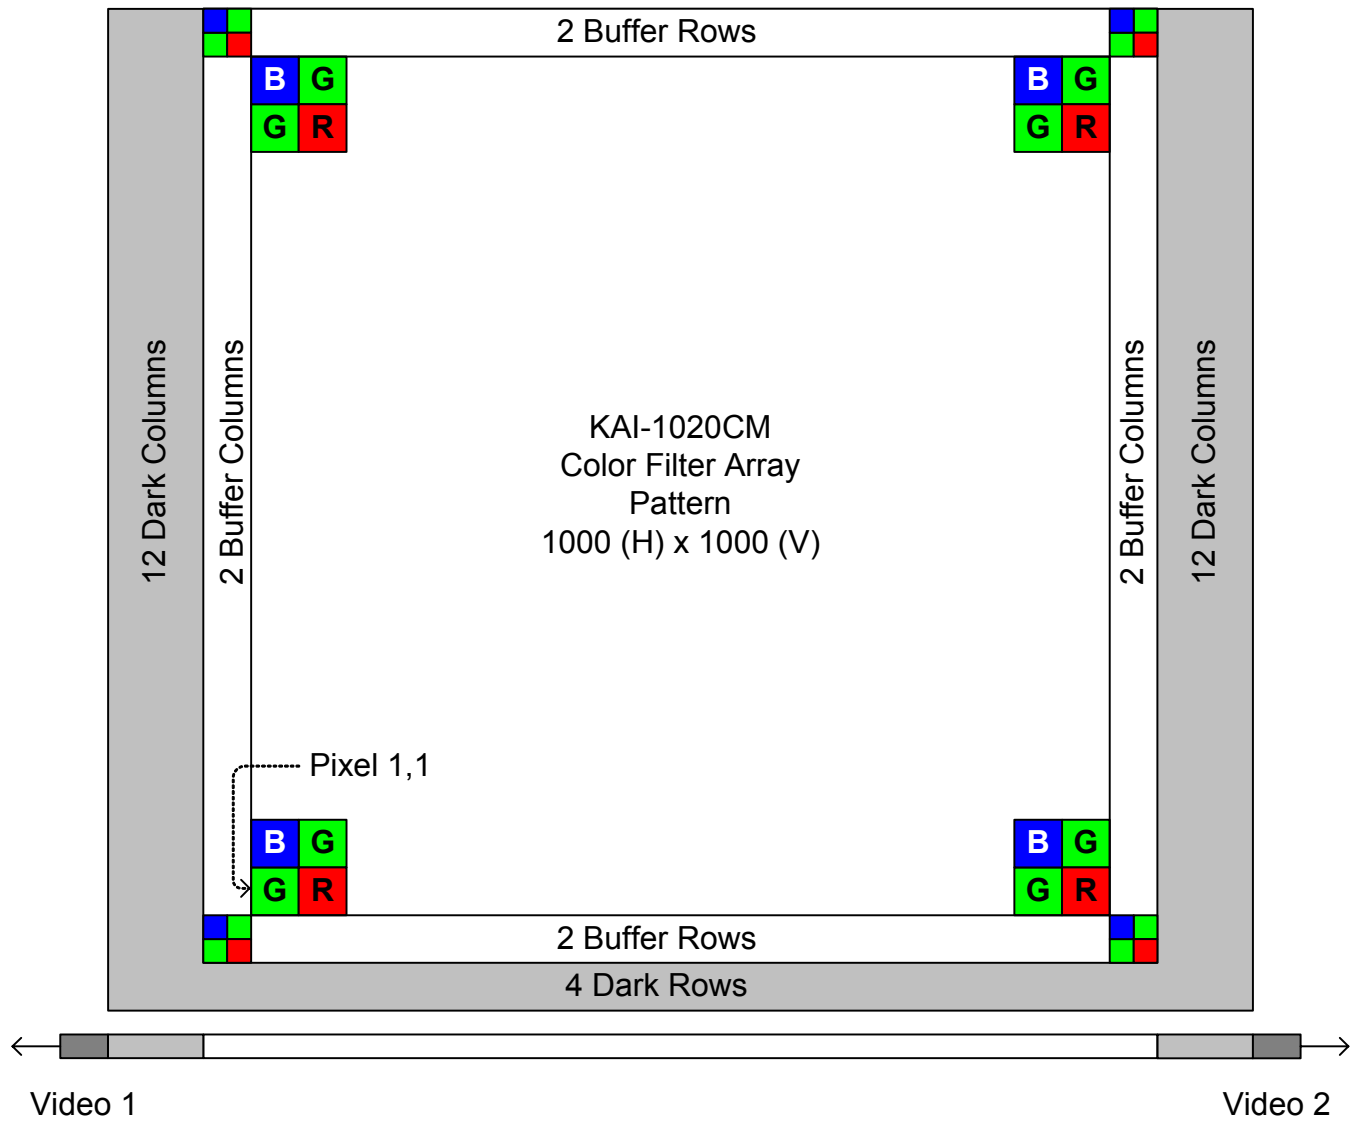 2 Buffer Rows
B G
G R
B G
G R
12 Dark Columns
2 Buffer Columns
KAI-1020CM
Color Filter Array
Pattern
1000 (H) x 1000 (V)
2 Buffer Columns
12 Dark Columns
Pixel 1,1
B G
G R
B G
G R
2 Buffer Rows
4 Dark Rows
Video 1
Video 2